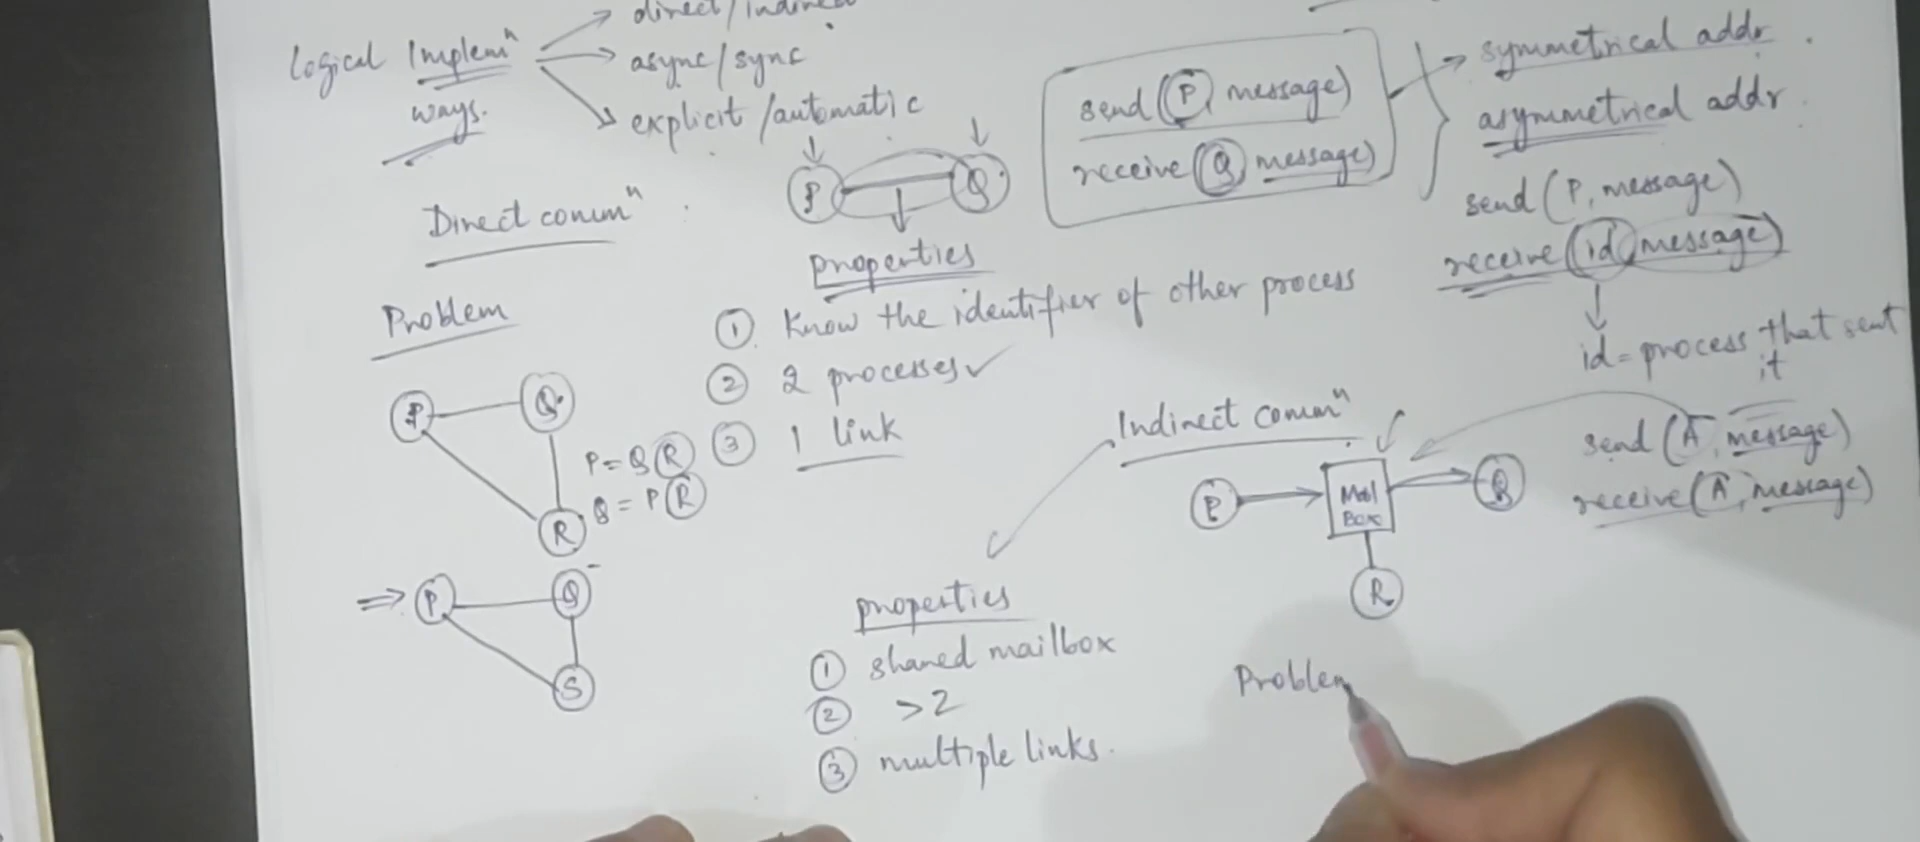 Logical Implemⁿ
ways.
direct/indirect
async/sync
explicit/automatic
send (P, message)
receive (Q, message)
symmetrical addr.
asymmetrical addr.
send (P, message)
receive (id, message)
id = process that sent
it
P
Q
Direct commⁿ :
properties
① Know the identifier of other process
② 2 processes ✓
③ 1 link
Problem
P
Q
R
P = Q R
Q = P R
⇒ P
Q
S
Indirect commⁿ
P
Mail
Box
Q
R
send (A, message)
receive (A, message)
properties
① shared mailbox
② >2
③ multiple links.
Problem